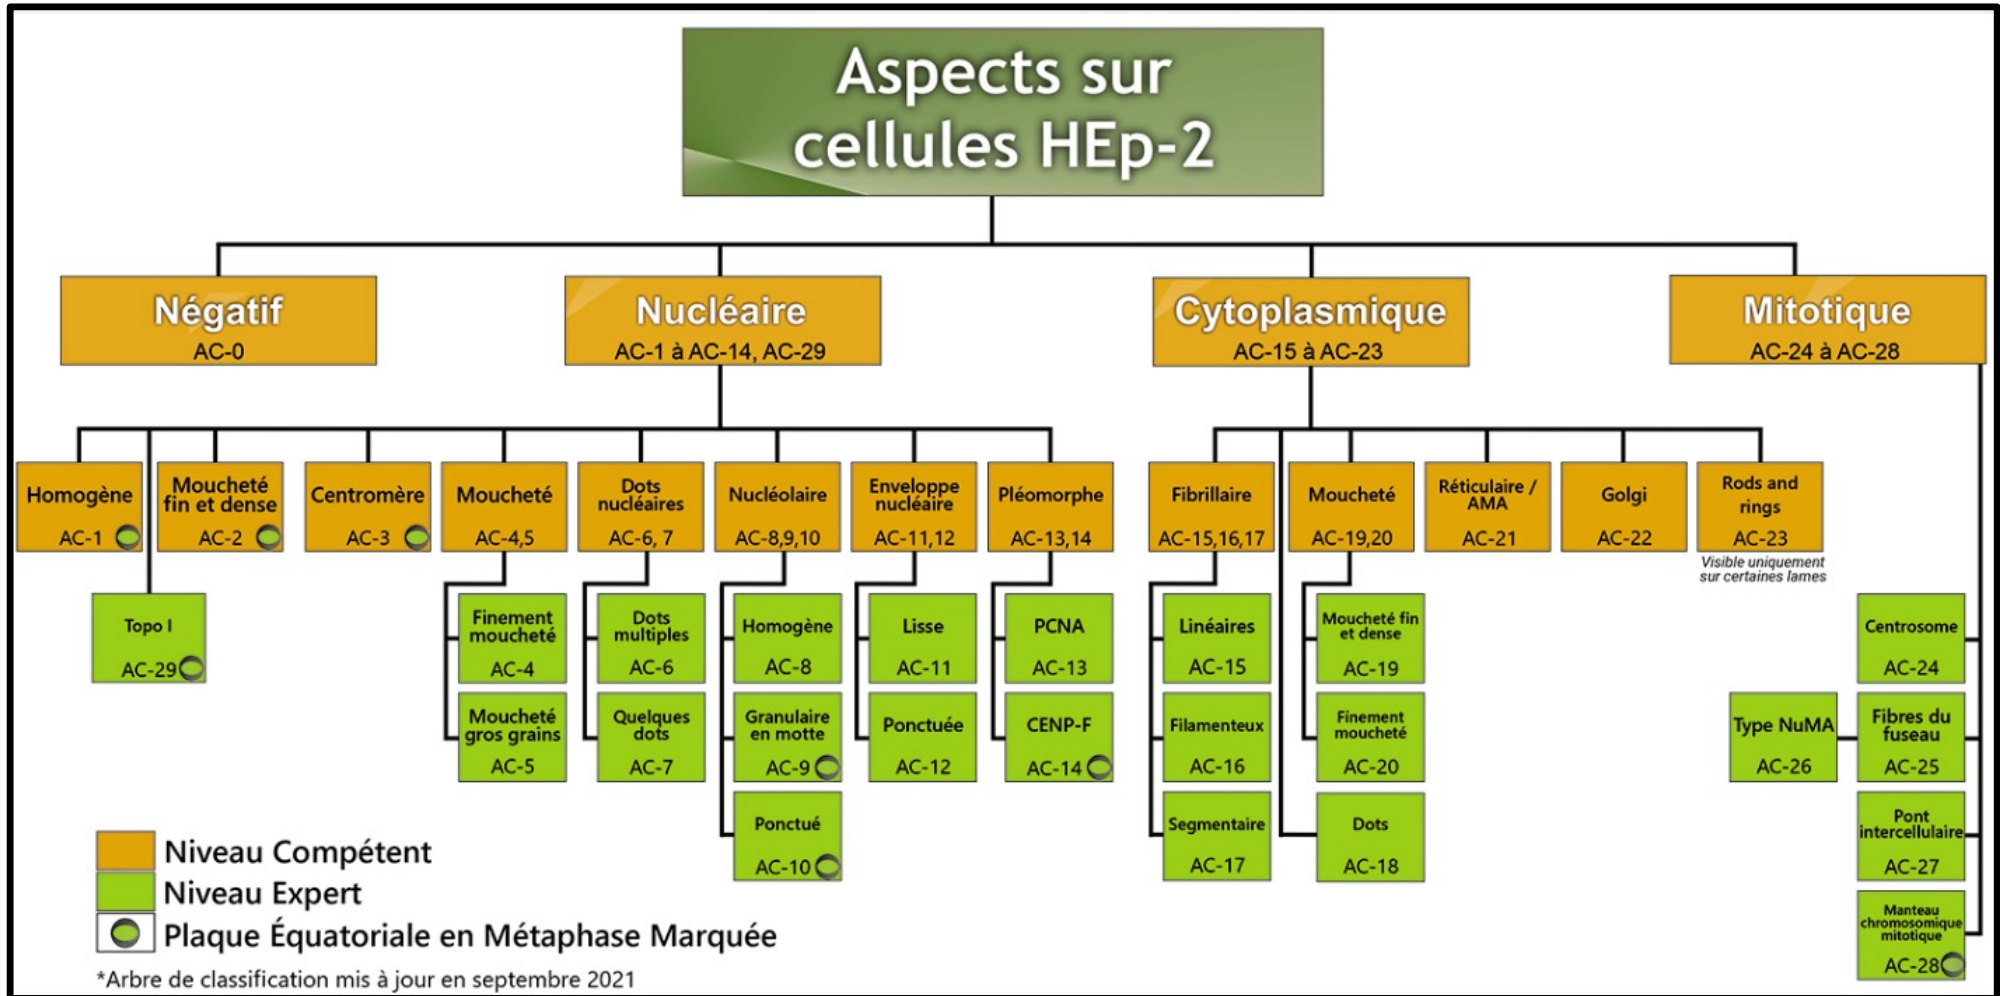 Aspects sur
cellules HEp-2
Négatif
AC-0
Nucléaire
AC-1 à AC-14, AC-29
Cytoplasmique
AC-15 à AC-23
Mitotique
AC-24 à AC-28
Homogène
AC-1
Moucheté
fin et dense
AC-2
Centromère
AC-3
Moucheté
AC-4,5
Dots
nucléaires
AC-6, 7
Nucléolaire
AC-8,9,10
Enveloppe
nucléaire
AC-11,12
Pléomorphe
AC-13,14
Fibrillaire
AC-15,16,17
Moucheté
AC-19,20
Réticulaire /
AMA
AC-21
Golgi
AC-22
Rods and
rings
AC-23
Visible uniquement
sur certaines lames
Topo I
AC-29
Finement
moucheté
AC-4
Moucheté
gros grains
AC-5
Dots
multiples
AC-6
Quelques
dots
AC-7
Homogène
AC-8
Granulaire
en motte
AC-9
Ponctué
AC-10
Lisse
AC-11
Ponctuée
AC-12
PCNA
AC-13
CENP-F
AC-14
Linéaires
AC-15
Filamenteux
AC-16
Segmentaire
AC-17
Moucheté fin
et dense
AC-19
Finement
moucheté
AC-20
Dots
AC-18
Centrosome
AC-24
Type NuMA
AC-26
Fibres du
fuseau
AC-25
Pont
intercellulaire
AC-27
Manteau
chromosomique
mitotique
AC-28
Niveau Compétent
Niveau Expert
Plaque Équatoriale en Métaphase Marquée
*Arbre de classification mis à jour en septembre 2021